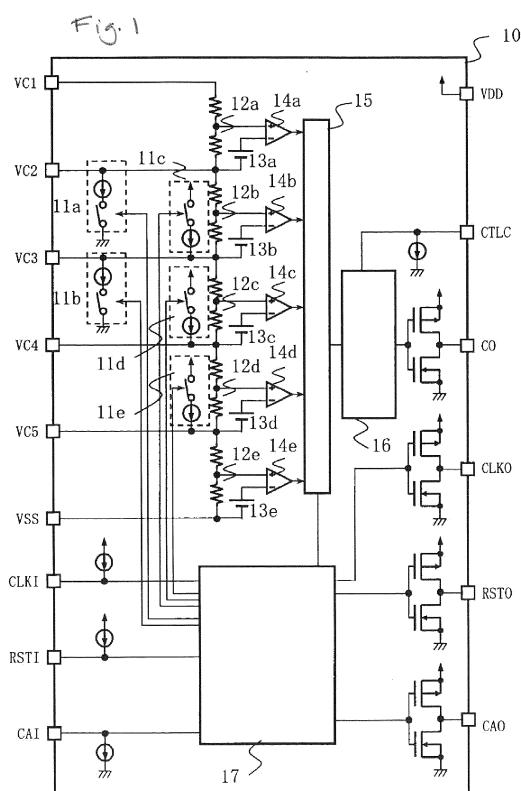 Fig. 1
10
VC1
VDD
12a
14a
15
13a
VC2
11c
11a
12b
14b
CTLC
VC3
13b
11b
12c
14c
CO
VC4
13c
11d
12d
14d
11e
16
VC5
13d
12e
14e
CLKO
VSS
13e
CLKI
RSTO
RSTI
CAI
CAO
17